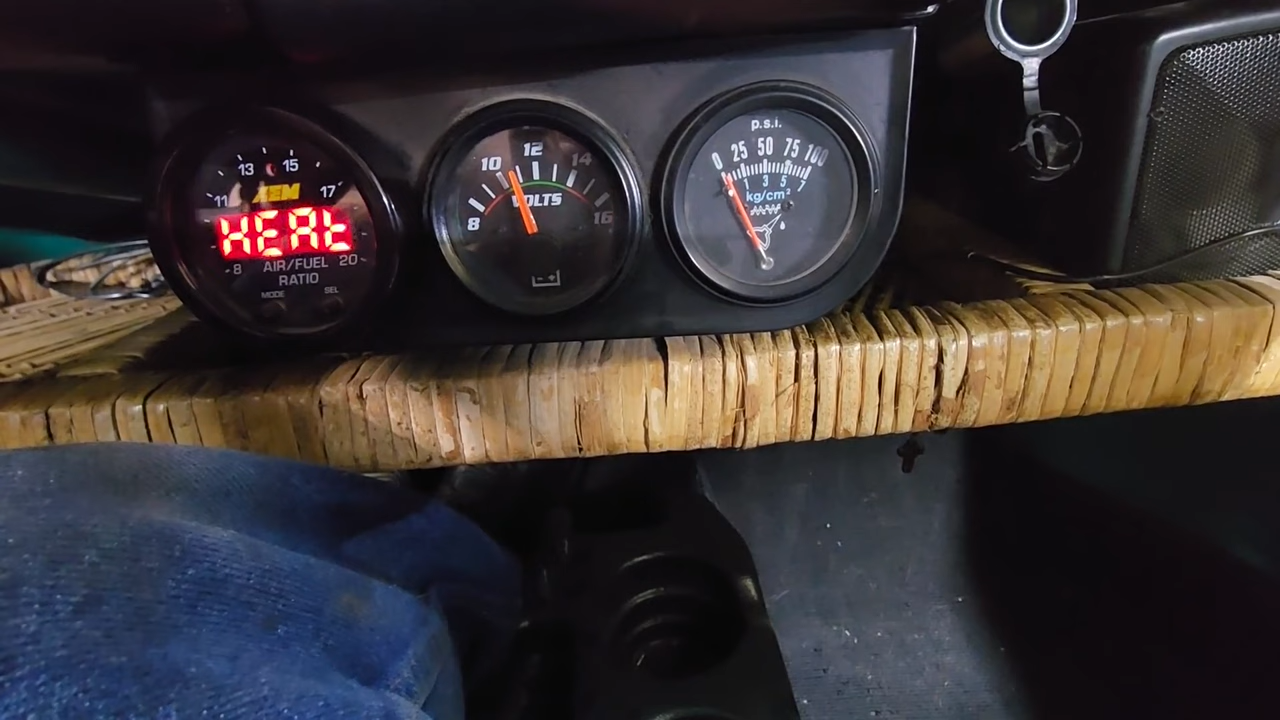 13 15
11 17
AEM
HEAt
8 AIR/FUEL 20
RATIO
MODE SEL
10 12 14
VOLTS
8 16
p.s.i.
0 25 50 75 100
1 3 5 7
kg/cm²